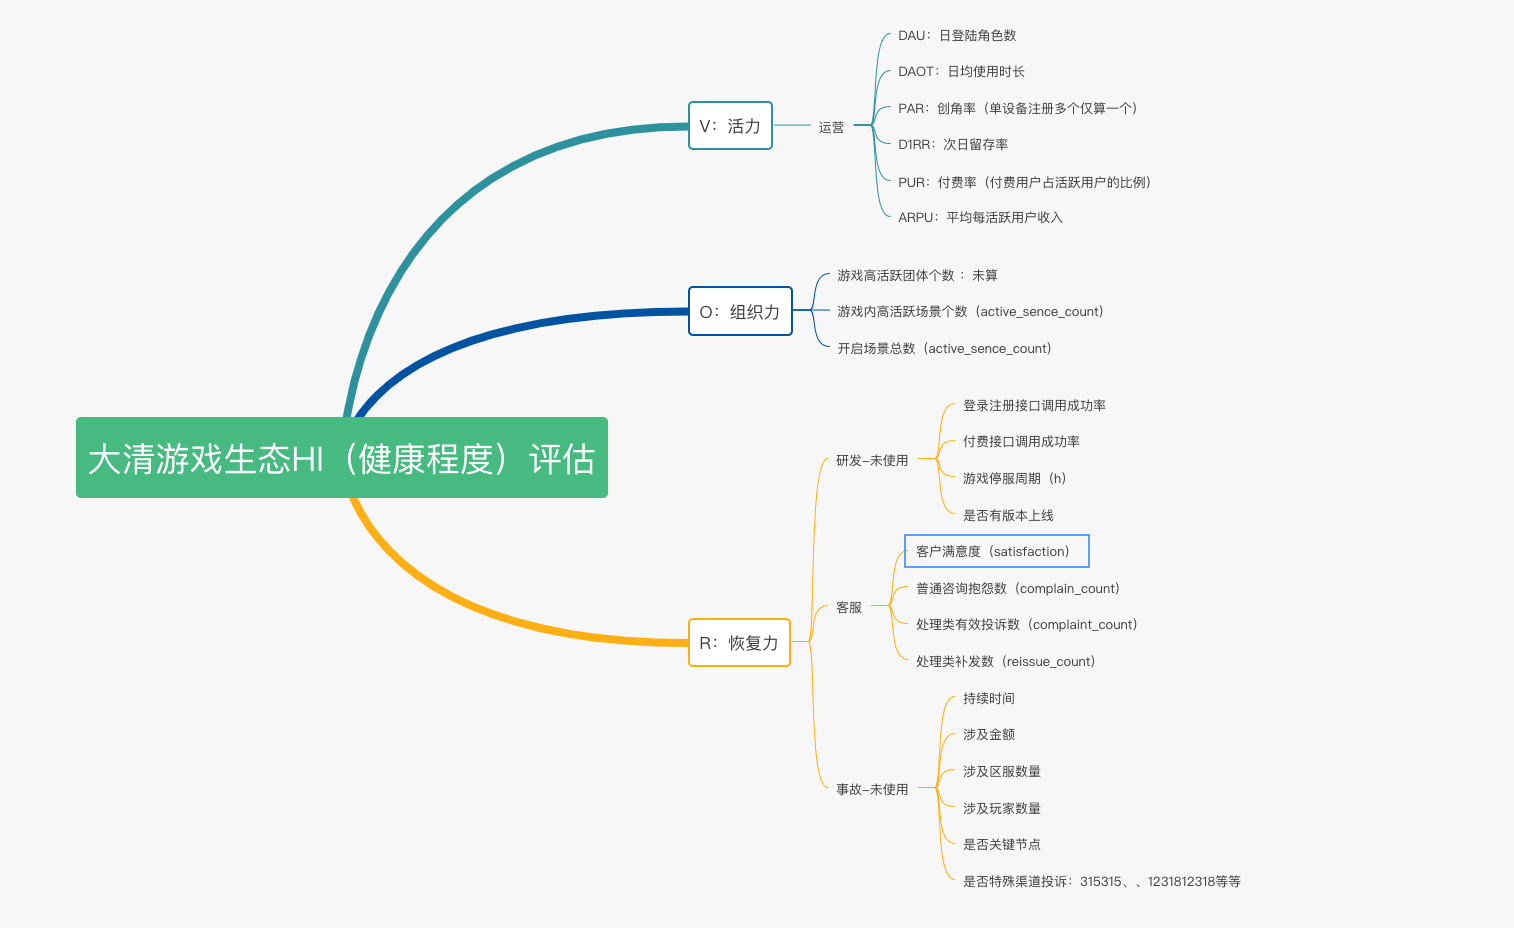 大清游戏生态HI（健康程度）评估
V：活力
运营
DAU：日登陆角色数
DAOT：日均使用时长
PAR：创角率（单设备注册多个仅算一个）
D1RR：次日留存率
PUR：付费率（付费用户占活跃用户的比例）
ARPU：平均每活跃用户收入
O：组织力
游戏高活跃团体个数 ：未算
游戏内高活跃场景个数（active_sence_count）
开启场景总数（active_sence_count）
R：恢复力
研发-未使用
登录注册接口调用成功率
付费接口调用成功率
游戏停服周期（h）
是否有版本上线
客服
客户满意度（satisfaction）
普通咨询抱怨数（complain_count）
处理类有效投诉数（complaint_count）
处理类补发数（reissue_count）
事故-未使用
持续时间
涉及金额
涉及区服数量
涉及玩家数量
是否关键节点
是否特殊渠道投诉：315315、、1231812318等等